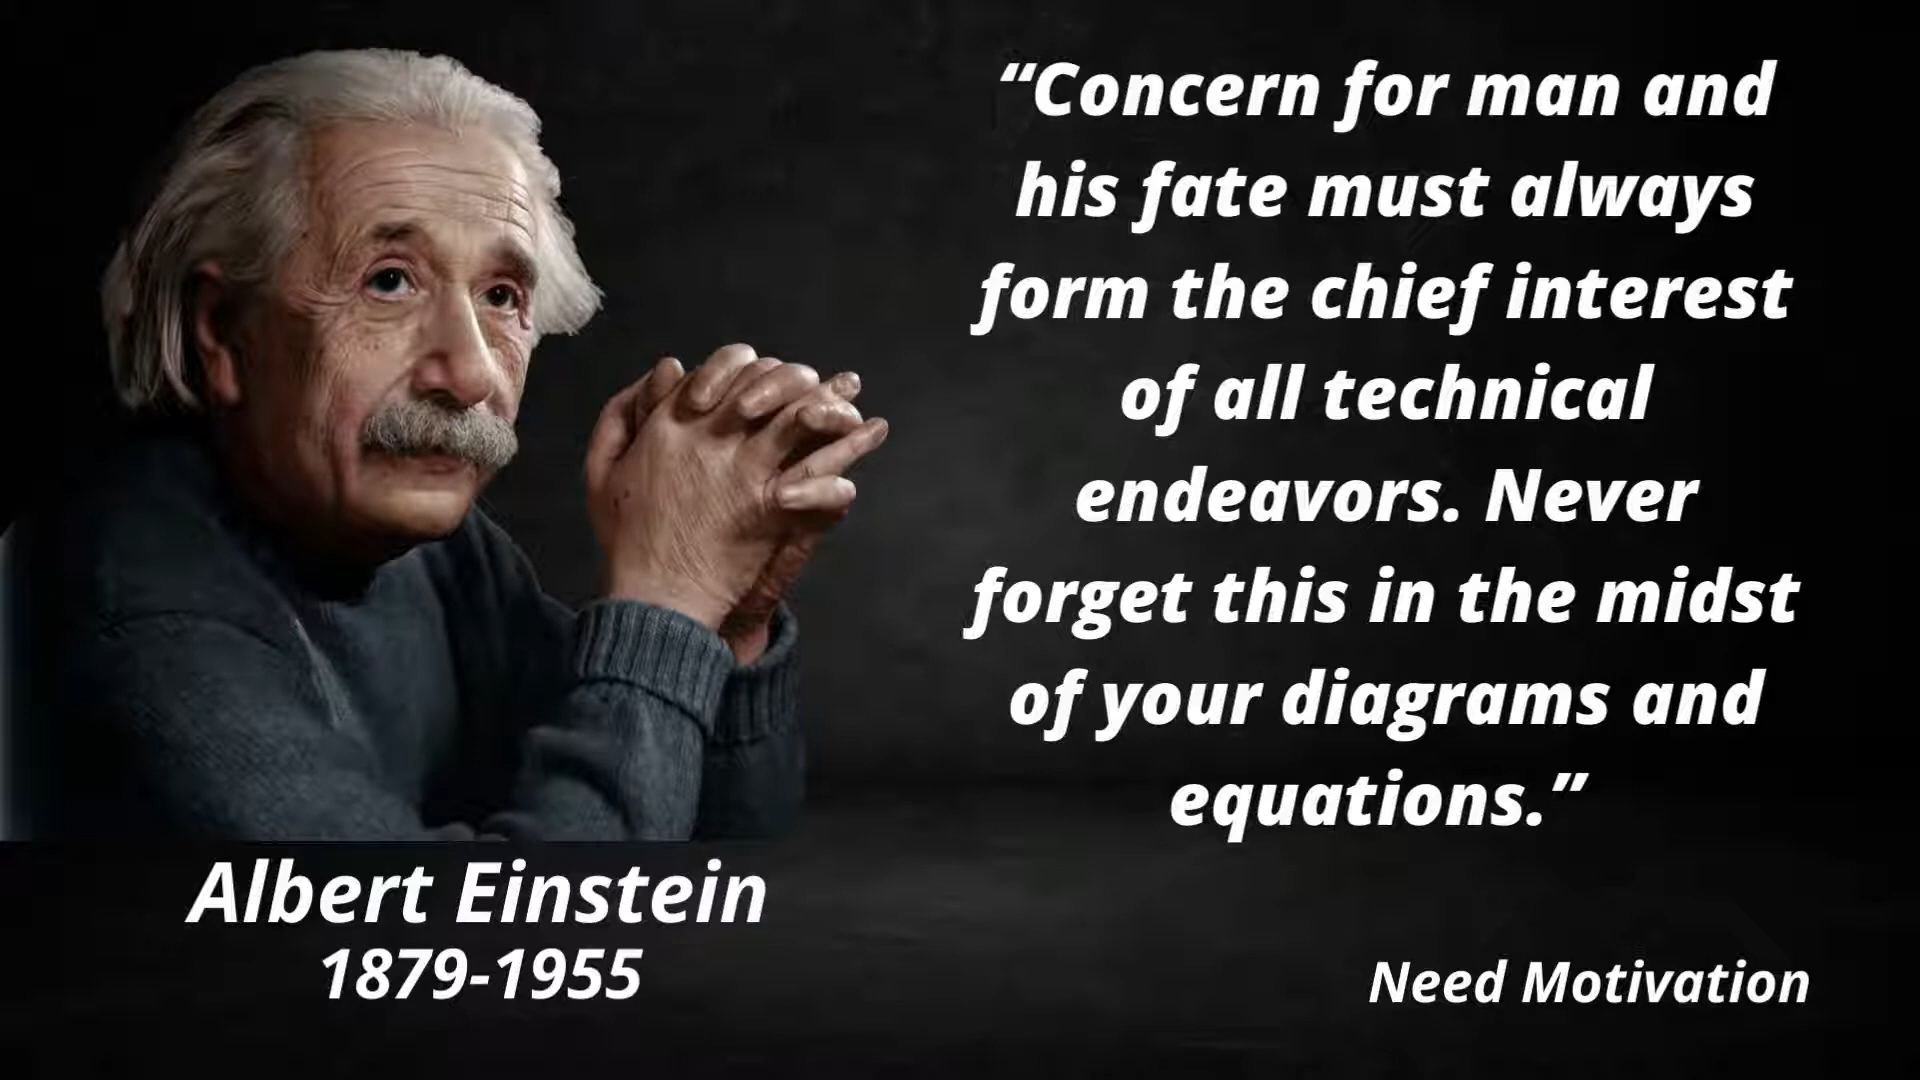 “Concern for man and
his fate must always
form the chief interest
of all technical
endeavors. Never
forget this in the midst
of your diagrams and
equations.”
Albert Einstein
1879-1955
Need Motivation